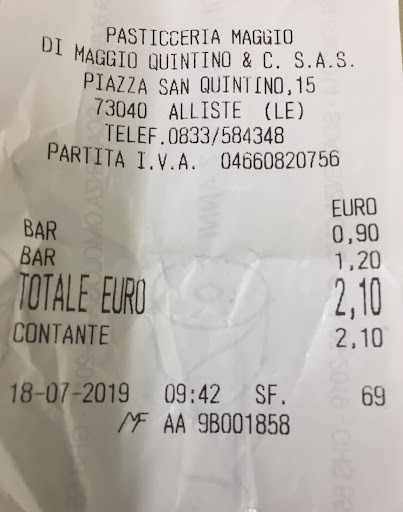 PASTICCERIA MAGGIO
DI MAGGIO QUINTINO & C. S.A.S.
PIAZZA SAN QUINTINO,15
73040 ALLISTE (LE)
TELEF.0833/584348
PARTITA I.V.A. 04660820756
EURO
BAR 0,90
BAR 1,20
TOTALE EURO 2,10
CONTANTE 2,10
18-07-2019 09:42 SF. 69
MF AA 9B001858